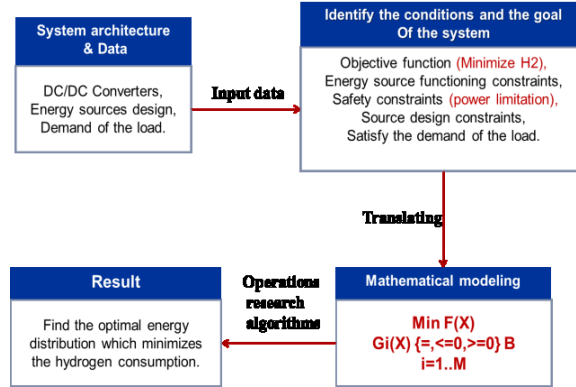 System architecture
& Data
DC/DC Converters,
Energy sources design,
Demand of the load.
Input data
Identify the conditions and the goal
Of the system
Objective function (Minimize H2),
Energy source functioning constraints,
Safety constraints (power limitation),
Source design constraints,
Satisfy the demand of the load.
Translating
Mathematical modeling
Min F(X)
Gi(X) {=,<=0,>=0} B
i=1..M
Operations
research
algorithms
Result
Find the optimal energy
distribution which minimizes
the hydrogen consumption.